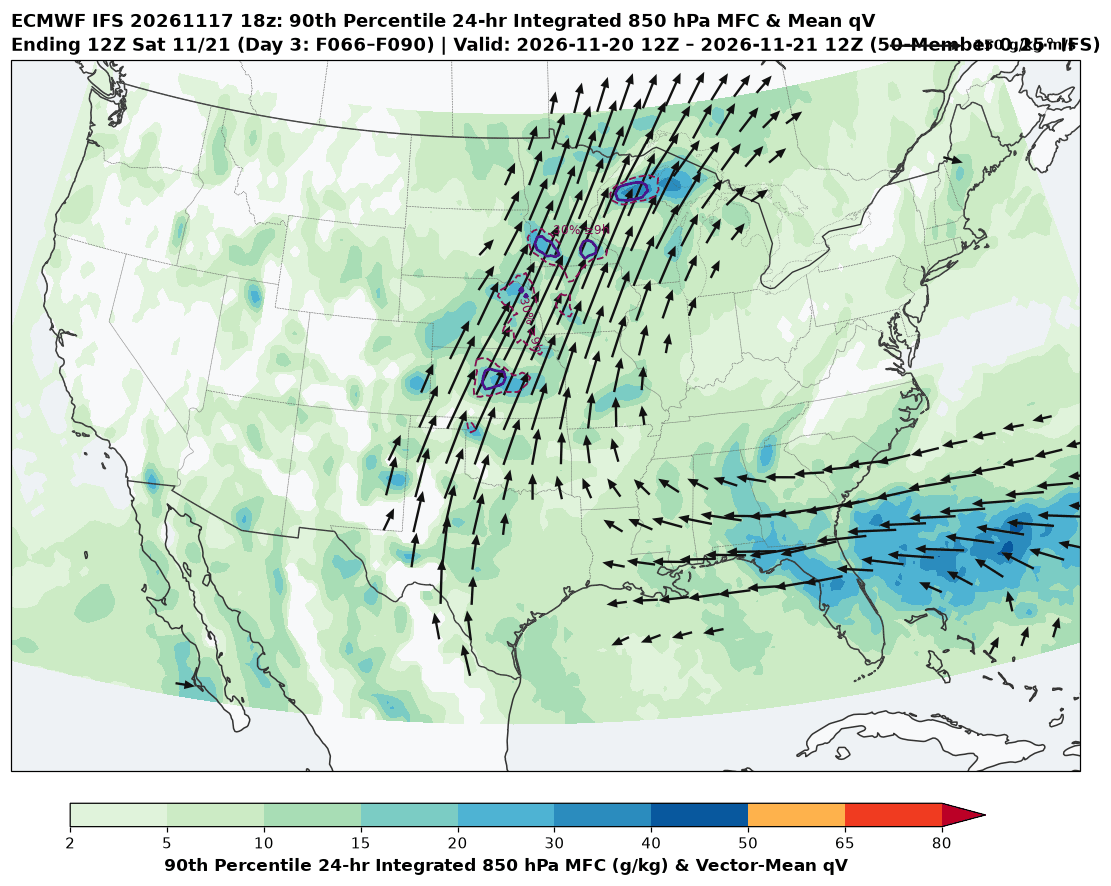 ECMWF IFS 20261117 18z: 90th Percentile 24-hr Integrated 850 hPa MFC & Mean qV
Ending 12Z Sat 11/21 (Day 3: F066–F090) | Valid: 2026-11-20 12Z – 2026-11-21 12Z (50-Member 0.25° IFS)
2 5 10 15 20 30 40 50 65 80
90th Percentile 24-hr Integrated 850 hPa MFC (g/kg) & Vector-Mean qV